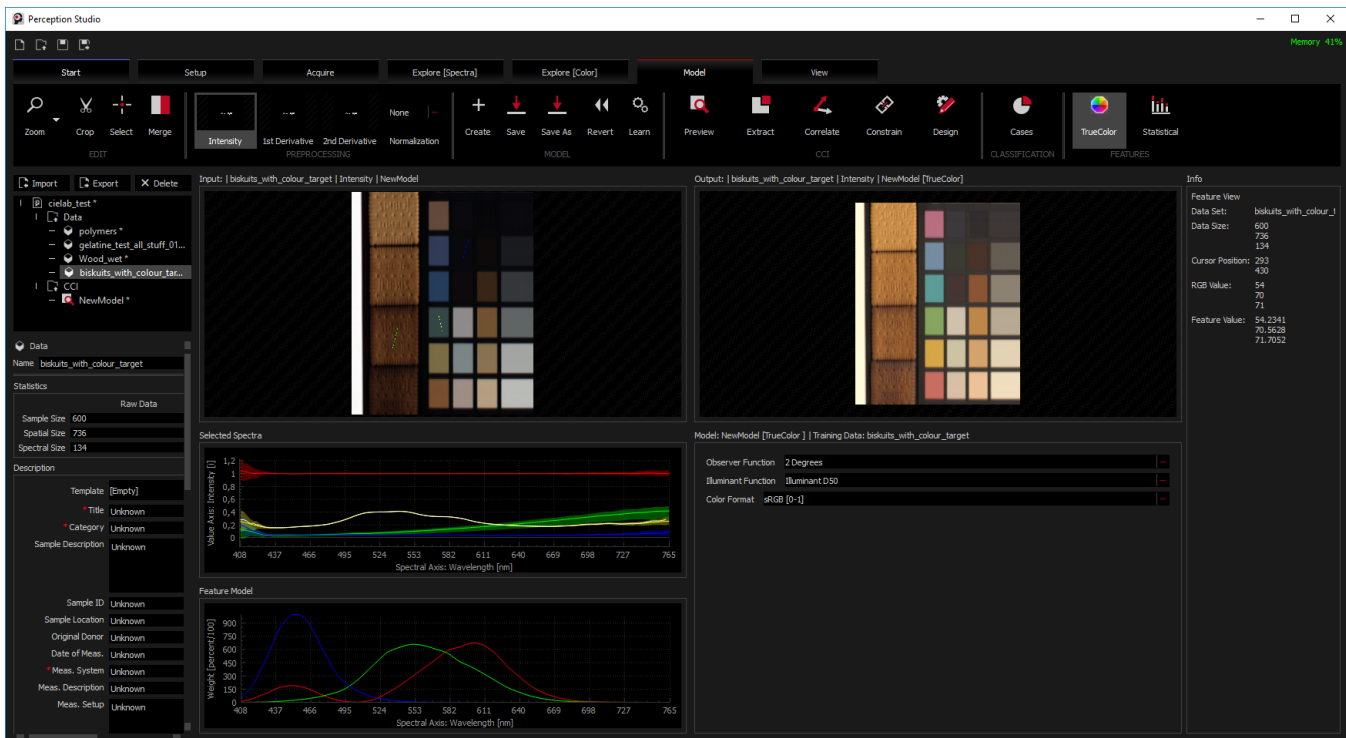 Perception Studio
Memory 41%
Start Setup Acquire Explore [Spectra] Explore [Color] Model View
Zoom Crop Select Merge
EDIT
None
Intensity 1st Derivative 2nd Derivative Normalization
PREPROCESSING
Create Save Save As Revert Learn
MODEL
Preview Extract Correlate Constrain Design
CCI
Cases
CLASSIFICATION
TrueColor Statistical
FEATURES
Import Export Delete
cielab_test *
Data
polymers *
gelatine_test_all_stuff_01...
Wood_wet *
biskuits_with_colour_tar...
CCI
NewModel *
Data
Name biskuits_with_colour_target
Statistics
Raw Data
Sample Size 600
Spatial Size 736
Spectral Size 134
Description
Template [Empty]
*Title Unknown
*Category Unknown
Sample Description Unknown
Sample ID Unknown
Sample Location Unknown
Original Donor Unknown
Date of Meas. Unknown
*Meas. System Unknown
Meas. Description Unknown
Meas. Setup Unknown
Input: | biskuits_with_colour_target | Intensity | NewModel
Selected Spectra
Value Axis: Intensity [i]
1,2
1
0,8
0,6
0,4
0,2
0
408 437 466 495 524 553 582 611 640 669 698 727 765
Spectral Axis: Wavelength [nm]
Feature Model
Weight [percent/100]
900
750
600
450
300
150
0
408 437 466 495 524 553 582 611 640 669 698 727 765
Spectral Axis: Wavelength [nm]
Output: | biskuits_with_colour_target | Intensity | NewModel [TrueColor]
Model: NewModel [TrueColor ] | Training Data: biskuits_with_colour_target
Observer Function 2 Degrees
Illuminant Function Illuminant D50
Color Format sRGB [0-1]
Info
Feature View
Data Set: biskuits_with_colour_t
Data Size: 600
736
134
Cursor Position: 293
430
RGB Value: 54
70
71
Feature Value: 54.2341
70.5628
71.7052